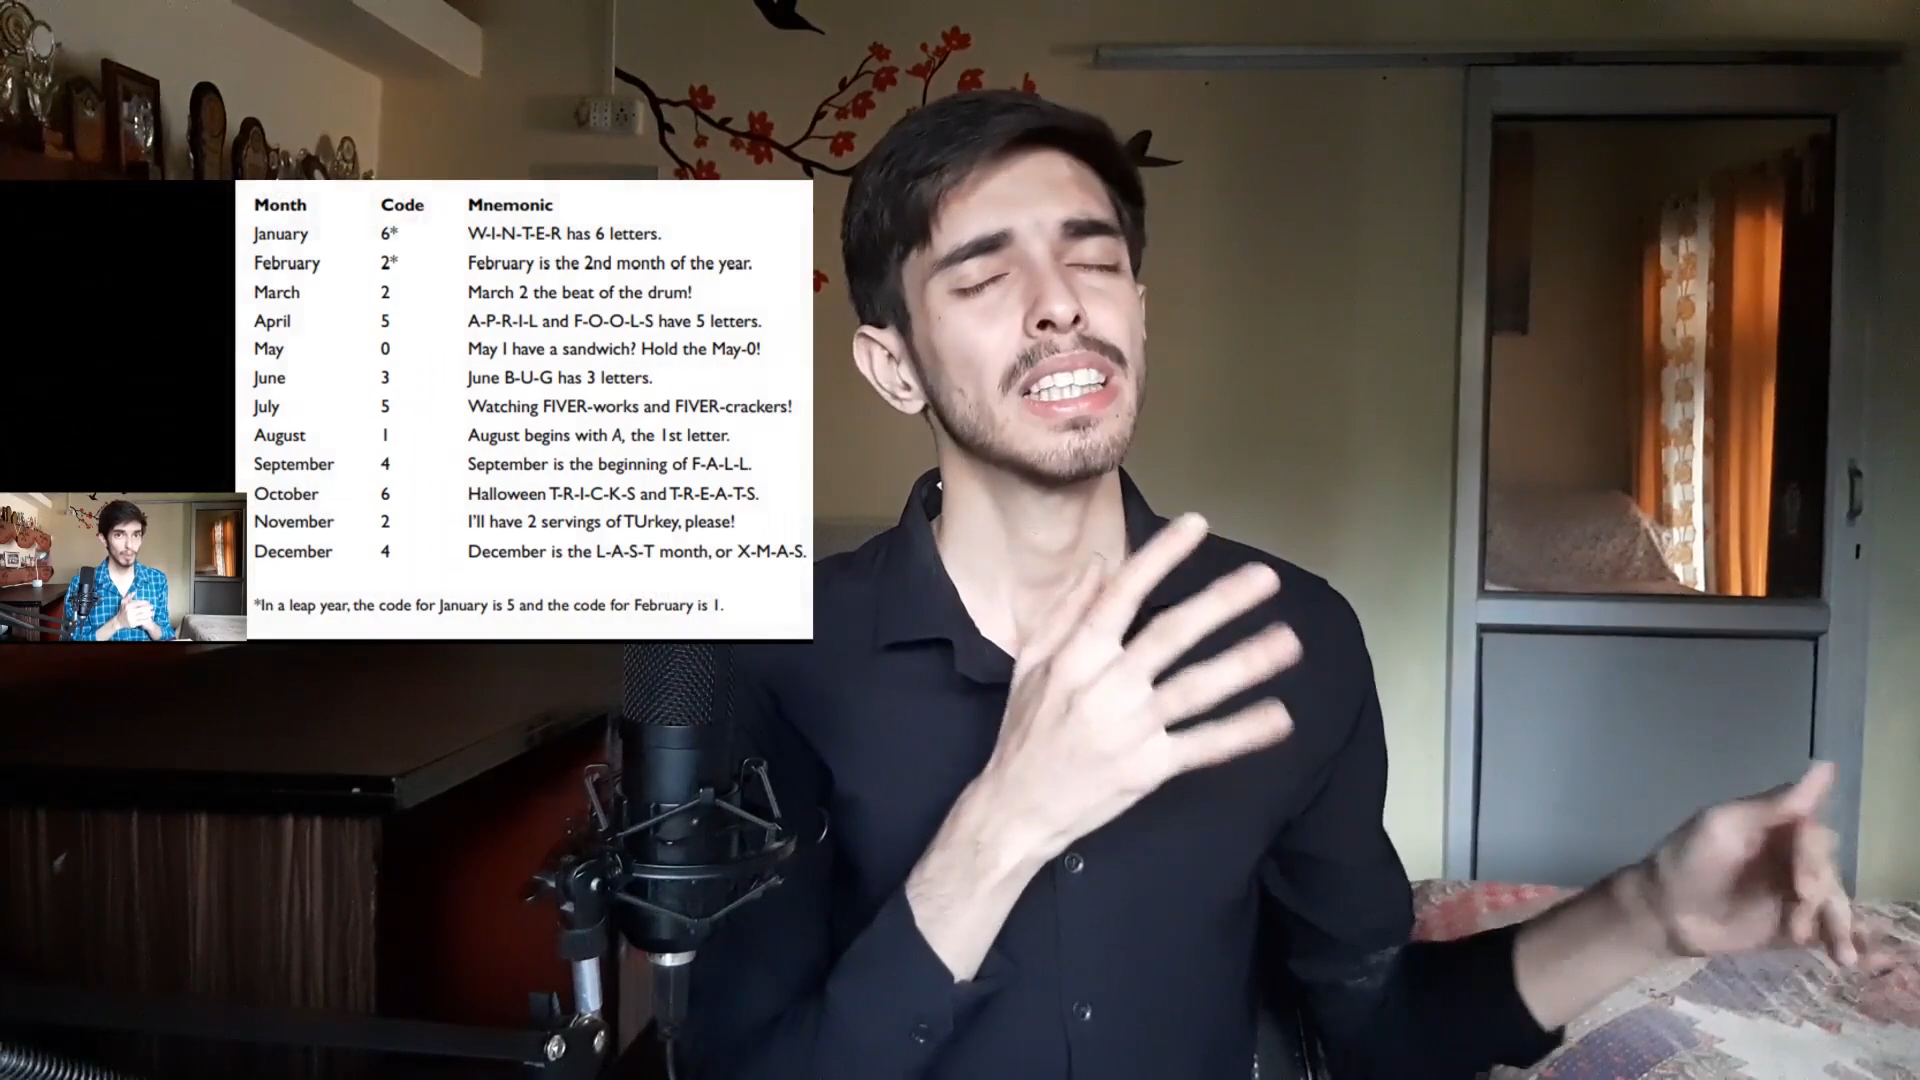 Month Code Mnemonic
January 6* W-I-N-T-E-R has 6 letters.
February 2* February is the 2nd month of the year.
March 2 March 2 the beat of the drum!
April 5 A-P-R-I-L and F-O-O-L-S have 5 letters.
May 0 May I have a sandwich? Hold the May-0!
June 3 June B-U-G has 3 letters.
July 5 Watching FIVER-works and FIVER-crackers!
August 1 August begins with A, the 1st letter.
September 4 September is the beginning of F-A-L-L.
October 6 Halloween T-R-I-C-K-S and T-R-E-A-T-S.
November 2 I'll have 2 servings of TUrkey, please!
December 4 December is the L-A-S-T month, or X-M-A-S.
*In a leap year, the code for January is 5 and the code for February is 1.